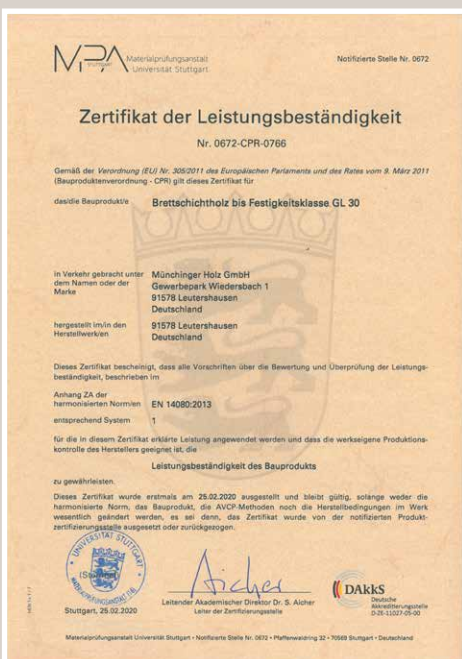 MPA
STUTTGART
Materialprüfungsanstalt
Universität Stuttgart
Notifizierte Stelle Nr. 0672
Zertifikat der Leistungsbeständigkeit
Nr. 0672-CPR-0766
Gemäß der Verordnung (EU) Nr. 305/2011 des Europäischen Parlaments und des Rates vom 9. März 2011
(Bauproduktenverordnung - CPR) gilt dieses Zertifikat für
das/die Bauprodukt/e Brettschichtholz bis Festigkeitsklasse GL 30
in Verkehr gebracht unter Münchinger Holz GmbH
dem Namen oder der Gewerbepark Wiedersbach 1
Marke 91578 Leutershausen
Deutschland
hergestellt im/in den 91578 Leutershausen
Herstellwerk/en Deutschland
Dieses Zertifikat bescheinigt, dass alle Vorschriften über die Bewertung und Überprüfung der Leistungs-
beständigkeit, beschrieben im
Anhang ZA der
harmonisierten Norm/en EN 14080:2013
entsprechend System 1
für die in diesem Zertifikat erklärte Leistung angewendet werden und dass die werkseigene Produktions-
kontrolle des Herstellers geeignet ist, die
Leistungsbeständigkeit des Bauprodukts
zu gewährleisten.
Dieses Zertifikat wurde erstmals am 25.02.2020 ausgestellt und bleibt gültig, solange weder die
harmonisierte Norm, das Bauprodukt, die AVCP-Methoden noch die Herstellbedingungen im Werk
wesentlich geändert werden, es sei denn, das Zertifikat wurde von der notifizierten Produkt-
zertifizierungsstelle ausgesetzt oder zurückgezogen.
UNIVERSITÄT STUTTGART
Aicher
Stuttgart, 25.02.2020
Leitender Akademischer Direktor Dr. S. Aicher
Leiter der Zertifizierungsstelle
DAkkS
Deutsche
Akkreditierungsstelle
D-ZE-11027-05-00
Materialprüfungsanstalt Universität Stuttgart • Notifizierte Stelle Nr. 0672 • Pfaffenwaldring 32 • 70569 Stuttgart • Deutschland